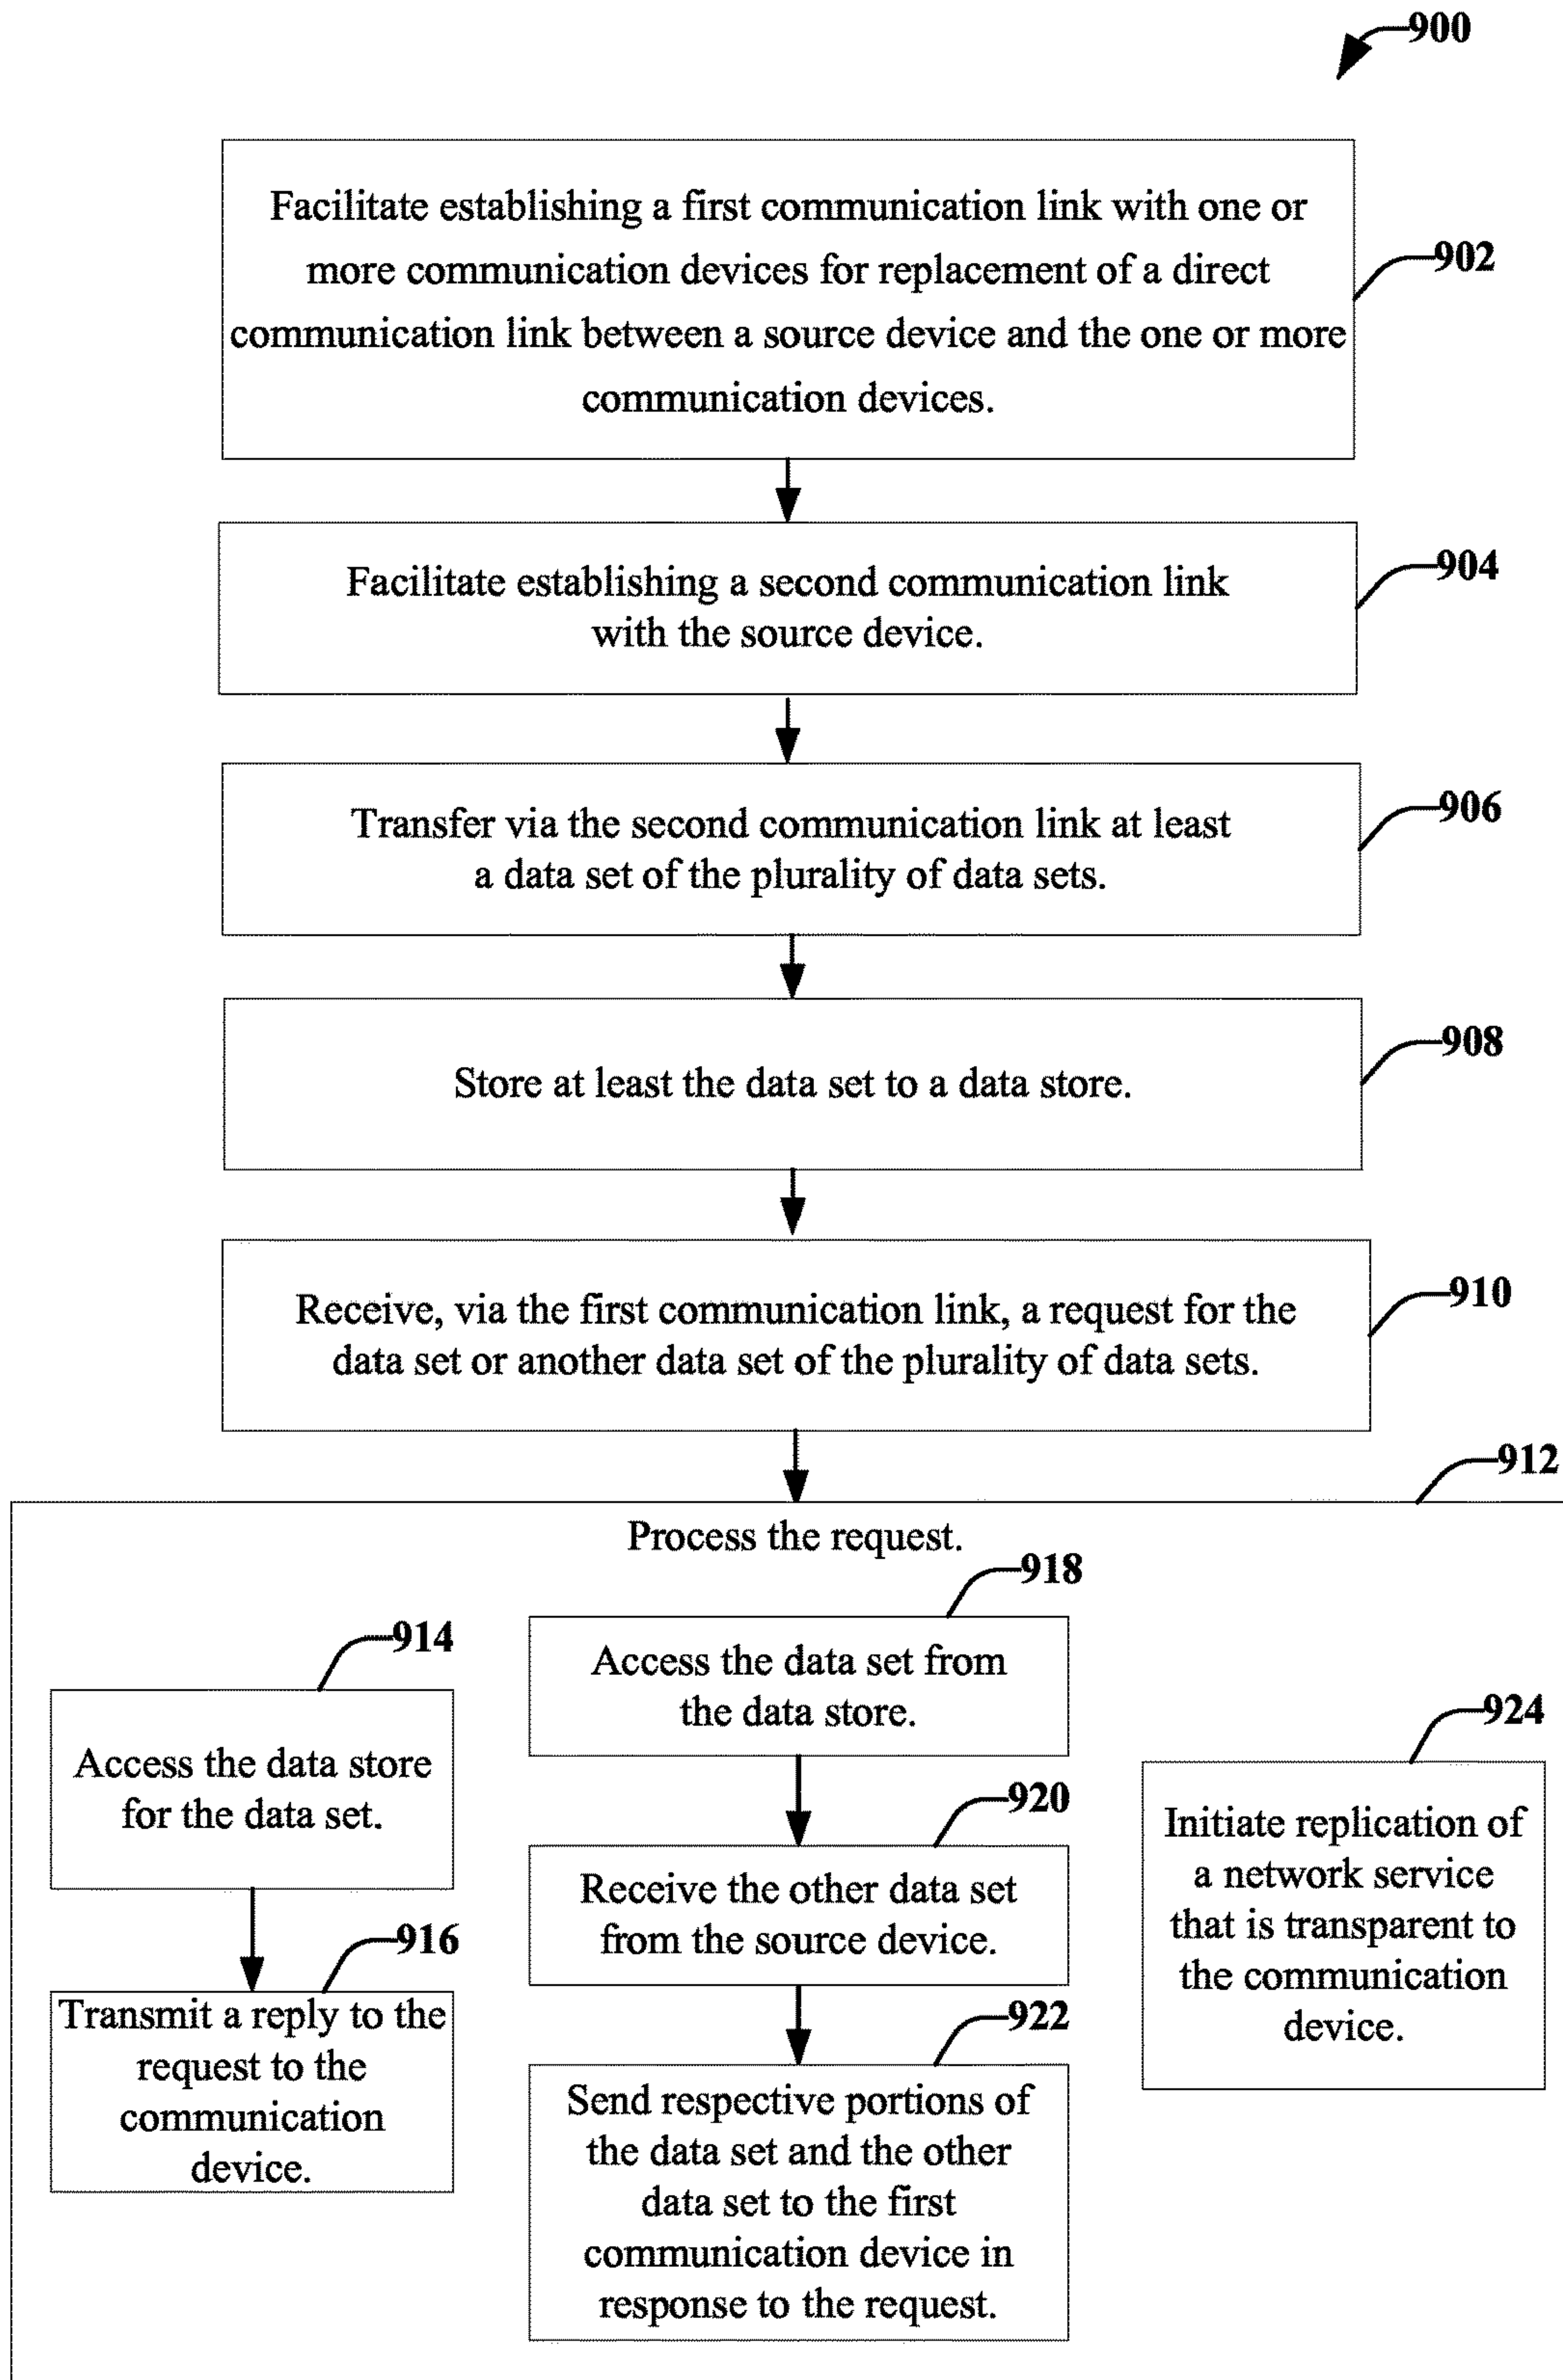 900
Facilitate establishing a first communication link with one or
more communication devices for replacement of a direct
communication link between a source device and the one or more
communication devices.
902
Facilitate establishing a second communication link
with the source device.
904
Transfer via the second communication link at least
a data set of the plurality of data sets.
906
Store at least the data set to a data store.
908
Receive, via the first communication link, a request for the
data set or another data set of the plurality of data sets.
910
912
Process the request.
914
Access the data store
for the data set.
916
Transmit a reply to the
request to the
communication
device.
918
Access the data set from
the data store.
920
Receive the other data set
from the source device.
922
Send respective portions of
the data set and the other
data set to the first
communication device in
response to the request.
924
Initiate replication of
a network service
that is transparent to
the communication
device.